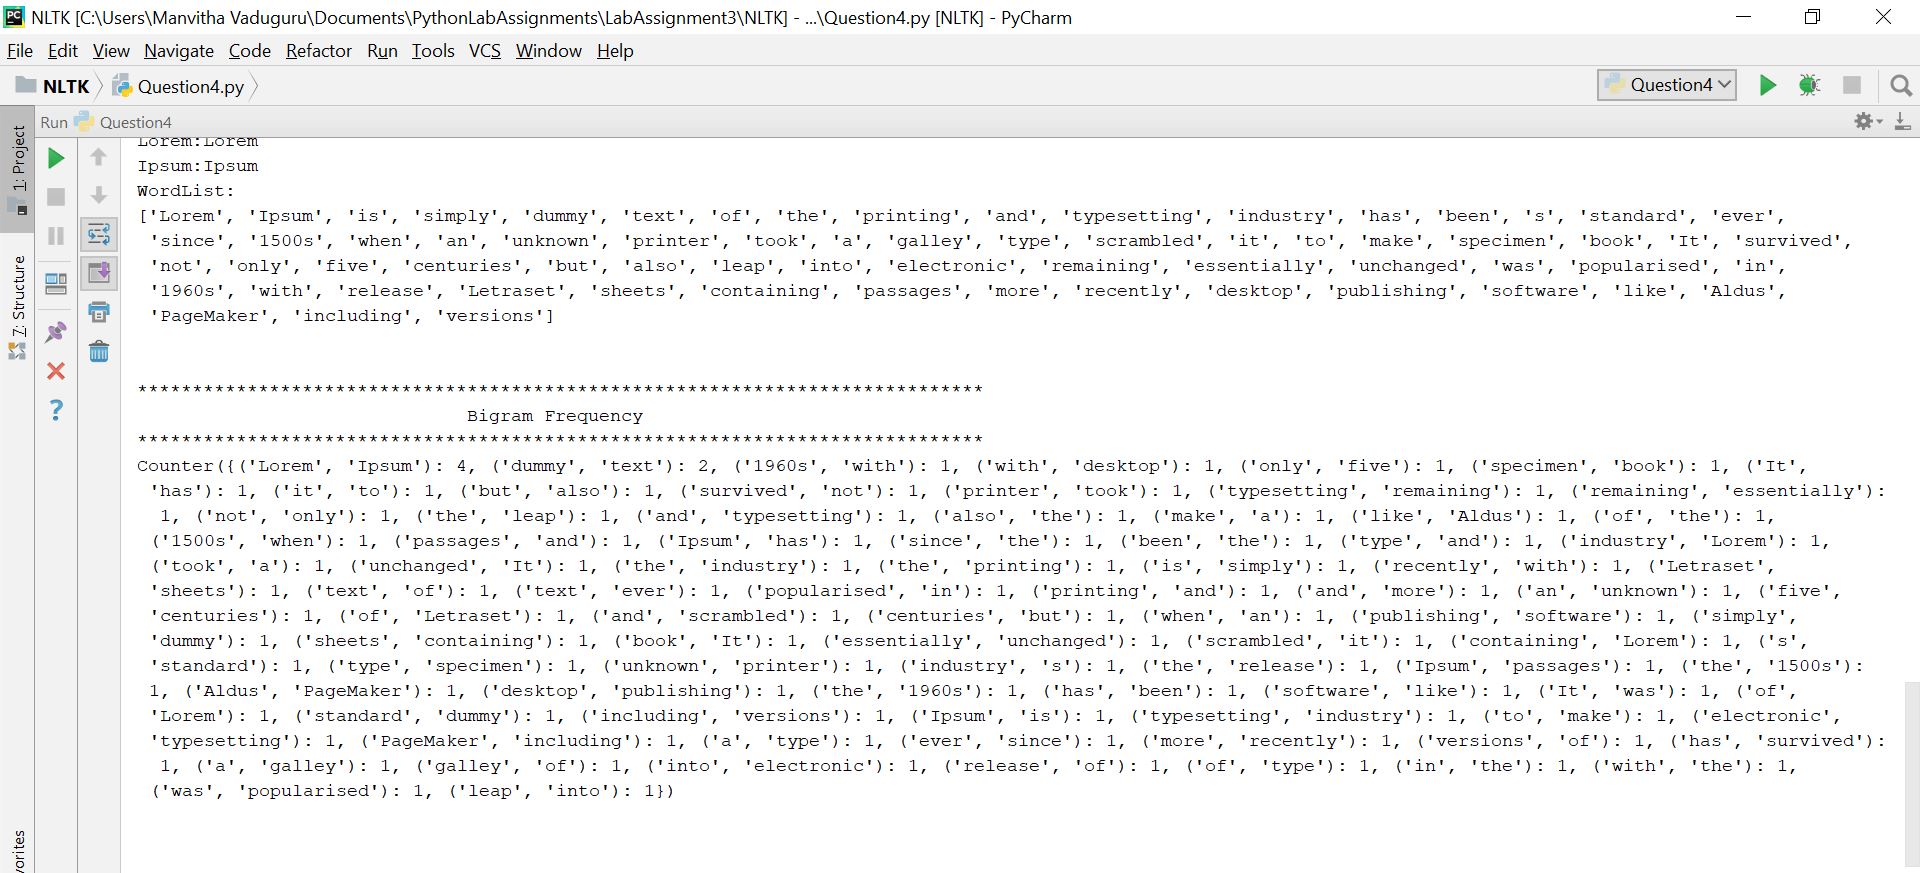 NLTK [C:\Users\Manvitha Vaduguru\Documents\PythonLabAssignments\LabAssignment3\NLTK] - ...\Question4.py [NLTK] - PyCharm
File Edit View Navigate Code Refactor Run Tools VCS Window Help
NLTK Question4.py Question4
Run Question4
1: Project
7: Structure
Lorem:Lorem
Ipsum:Ipsum
WordList:
['Lorem', 'Ipsum', 'is', 'simply', 'dummy', 'text', 'of', 'the', 'printing', 'and', 'typesetting', 'industry', 'has', 'been', 's', 'standard', 'ever',
'since', '1500s', 'when', 'an', 'unknown', 'printer', 'took', 'a', 'galley', 'type', 'scrambled', 'it', 'to', 'make', 'specimen', 'book', 'It', 'survived',
'not', 'only', 'five', 'centuries', 'but', 'also', 'leap', 'into', 'electronic', 'remaining', 'essentially', 'unchanged', 'was', 'popularised', 'in',
'1960s', 'with', 'release', 'Letraset', 'sheets', 'containing', 'passages', 'more', 'recently', 'desktop', 'publishing', 'software', 'like', 'Aldus',
'PageMaker', 'including', 'versions']
*****************************************************************************
Bigram Frequency
*****************************************************************************
Counter({('Lorem', 'Ipsum'): 4, ('dummy', 'text'): 2, ('1960s', 'with'): 1, ('with', 'desktop'): 1, ('only', 'five'): 1, ('specimen', 'book'): 1, ('It',
'has'): 1, ('it', 'to'): 1, ('but', 'also'): 1, ('survived', 'not'): 1, ('printer', 'took'): 1, ('typesetting', 'remaining'): 1, ('remaining', 'essentially'):
1, ('not', 'only'): 1, ('the', 'leap'): 1, ('and', 'typesetting'): 1, ('also', 'the'): 1, ('make', 'a'): 1, ('like', 'Aldus'): 1, ('of', 'the'): 1,
('1500s', 'when'): 1, ('passages', 'and'): 1, ('Ipsum', 'has'): 1, ('since', 'the'): 1, ('been', 'the'): 1, ('type', 'and'): 1, ('industry', 'Lorem'): 1,
('took', 'a'): 1, ('unchanged', 'It'): 1, ('the', 'industry'): 1, ('the', 'printing'): 1, ('is', 'simply'): 1, ('recently', 'with'): 1, ('Letraset',
'sheets'): 1, ('text', 'of'): 1, ('text', 'ever'): 1, ('popularised', 'in'): 1, ('printing', 'and'): 1, ('and', 'more'): 1, ('an', 'unknown'): 1, ('five',
'centuries'): 1, ('of', 'Letraset'): 1, ('and', 'scrambled'): 1, ('centuries', 'but'): 1, ('when', 'an'): 1, ('publishing', 'software'): 1, ('simply',
'dummy'): 1, ('sheets', 'containing'): 1, ('book', 'It'): 1, ('essentially', 'unchanged'): 1, ('scrambled', 'it'): 1, ('containing', 'Lorem'): 1, ('s',
'standard'): 1, ('type', 'specimen'): 1, ('unknown', 'printer'): 1, ('industry', 's'): 1, ('the', 'release'): 1, ('Ipsum', 'passages'): 1, ('the', '1500s'):
1, ('Aldus', 'PageMaker'): 1, ('desktop', 'publishing'): 1, ('the', '1960s'): 1, ('has', 'been'): 1, ('software', 'like'): 1, ('It', 'was'): 1, ('of',
'Lorem'): 1, ('standard', 'dummy'): 1, ('including', 'versions'): 1, ('Ipsum', 'is'): 1, ('typesetting', 'industry'): 1, ('to', 'make'): 1, ('electronic',
'typesetting'): 1, ('PageMaker', 'including'): 1, ('a', 'type'): 1, ('ever', 'since'): 1, ('more', 'recently'): 1, ('versions', 'of'): 1, ('has', 'survived'):
1, ('a', 'galley'): 1, ('galley', 'of'): 1, ('into', 'electronic'): 1, ('release', 'of'): 1, ('of', 'type'): 1, ('in', 'the'): 1, ('with', 'the'): 1,
('was', 'popularised'): 1, ('leap', 'into'): 1})
vorites